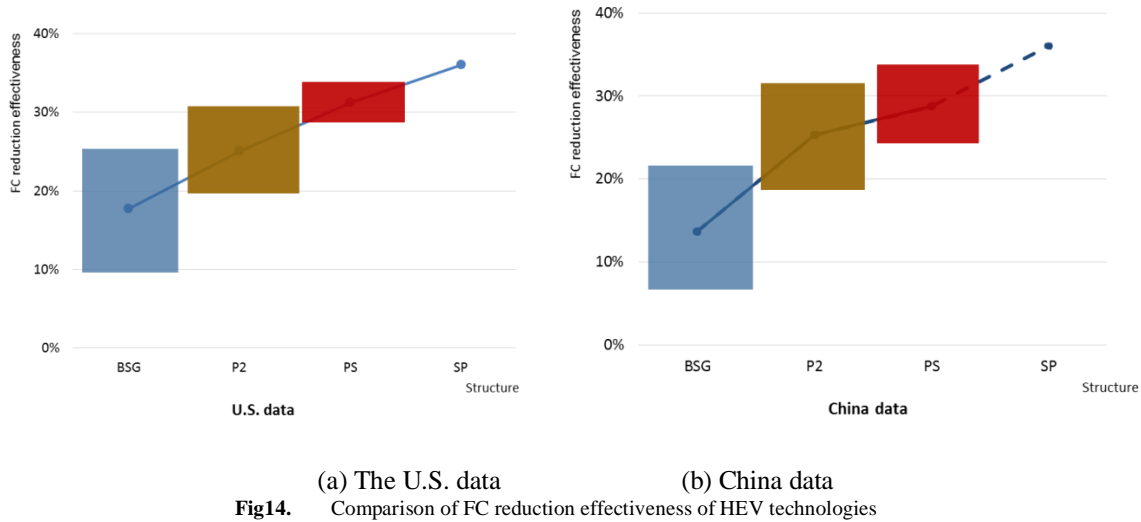 FC reduction effectiveness
40%
30%
20%
10%
0%
BSG P2 PS SP
Structure
U.S. data
FC reduction effectiveness
40%
30%
20%
10%
0%
BSG P2 PS SP
Structure
China data
(a) The U.S. data (b) China data
Fig14. Comparison of FC reduction effectiveness of HEV technologies